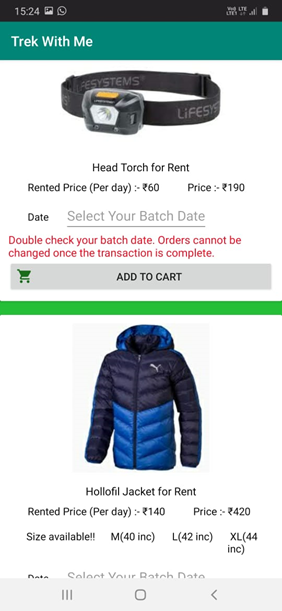 15:24
Trek With Me
LIFESYSTEMS
LIFESYS
Head Torch for Rent
Rented Price (Per day) :- ₹60 Price :- ₹190
Date Select Your Batch Date
Double check your batch date. Orders cannot be
changed once the transaction is complete.
ADD TO CART
Hollofil Jacket for Rent
Rented Price (Per day) :- ₹140 Price :- ₹420
Size available!! M(40 inc) L(42 inc) XL(44
inc)
Date Select Your Batch Date